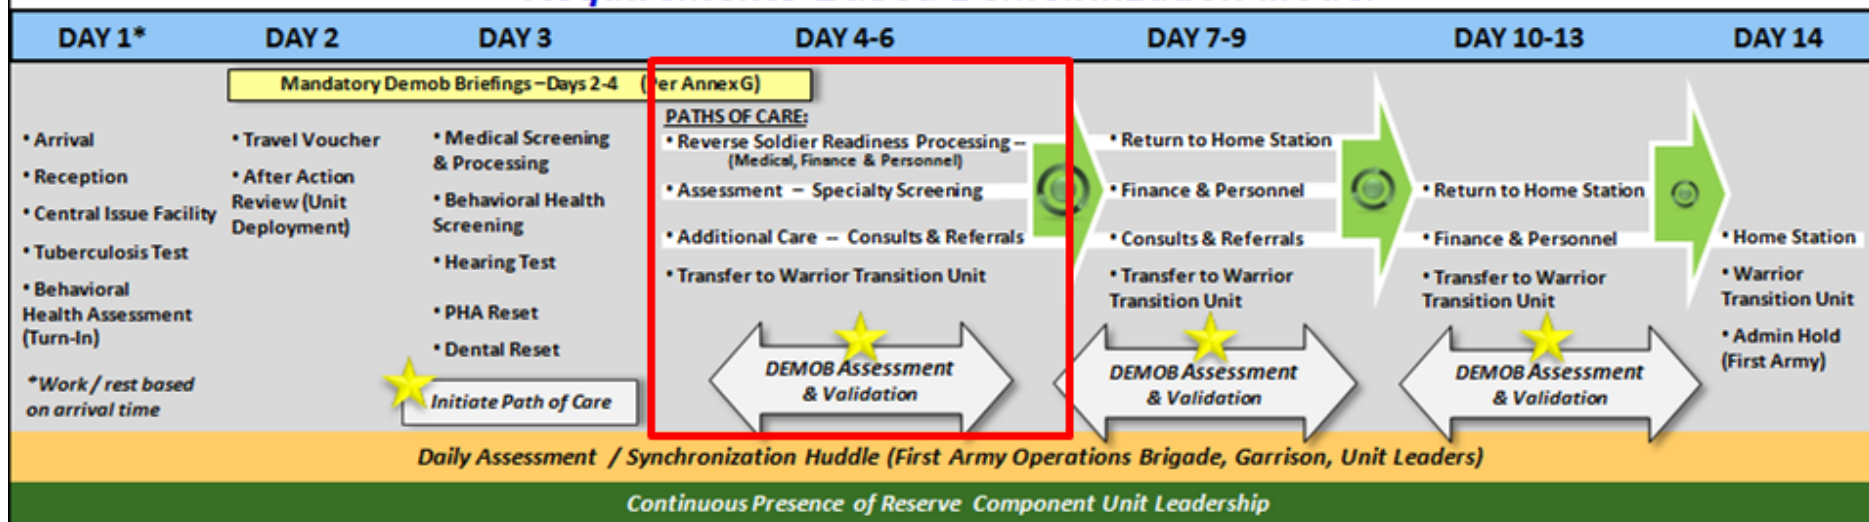 DAY 1*
DAY 2
DAY 3
DAY 4-6
DAY 7-9
DAY 10-13
DAY 14
Mandatory Demob Briefings –Days 2-4 (Per Annex G)
• Arrival
• Reception
• Central Issue Facility
• Tuberculosis Test
• Behavioral
Health Assessment
(Turn-In)
*Work / rest based
on arrival time
• Travel Voucher
• After Action
Review (Unit
Deployment)
• Medical Screening
& Processing
• Behavioral Health
Screening
• Hearing Test
• PHA Reset
• Dental Reset
Initiate Path of Care
PATHS OF CARE:
• Reverse Soldier Readiness Processing --
(Medical, Finance & Personnel)
• Assessment – Specialty Screening
• Additional Care -- Consults & Referrals
• Transfer to Warrior Transition Unit
DEMOB Assessment
& Validation
• Return to Home Station
• Finance & Personnel
• Consults & Referrals
• Transfer to Warrior
Transition Unit
DEMOB Assessment
& Validation
• Return to Home Station
• Finance & Personnel
• Transfer to Warrior
Transition Unit
DEMOB Assessment
& Validation
• Home Station
• Warrior
Transition Unit
• Admin Hold
(First Army)
Daily Assessment / Synchronization Huddle (First Army Operations Brigade, Garrison, Unit Leaders)
Continuous Presence of Reserve Component Unit Leadership